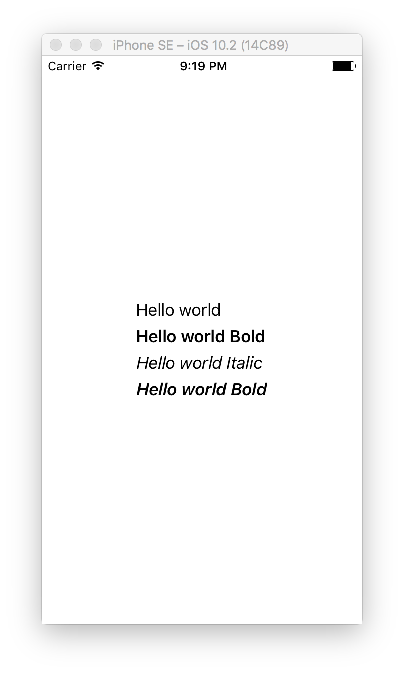 iPhone SE – iOS 10.2 (14C89)
Carrier 9:19 PM
Hello world
Hello world Bold
Hello world Italic
Hello world Bold